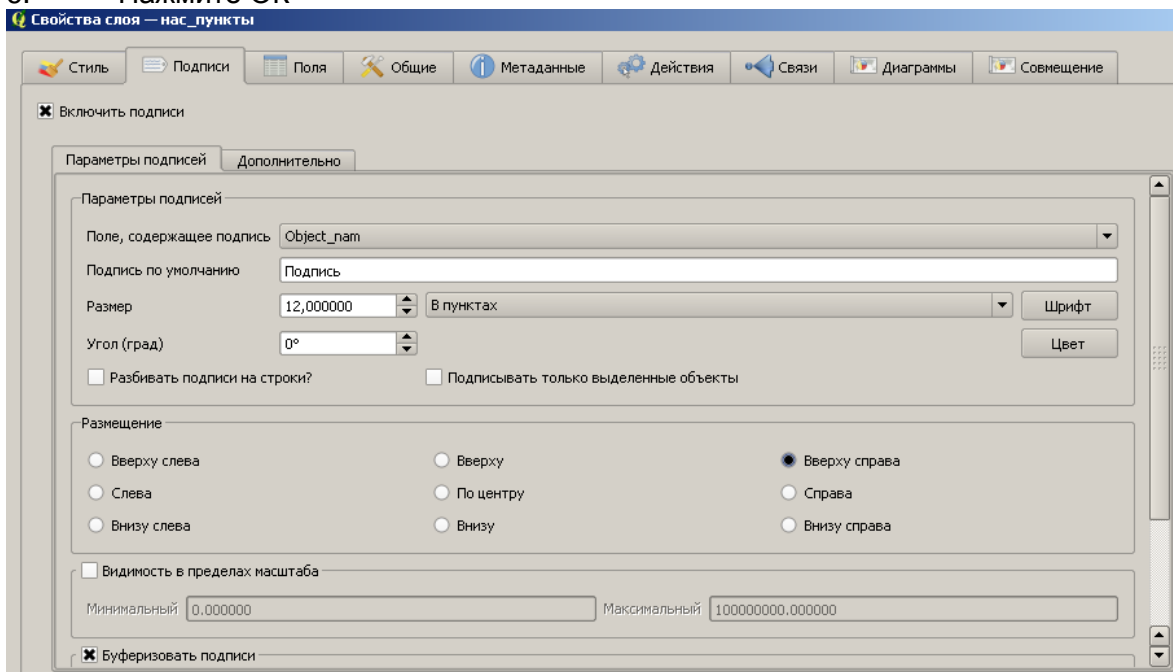 Нажмите ОК
Свойства слоя — нас_пункты
Стиль Подписи Поля Общие Метаданные Действия Связи Диаграммы Совмещение
Включить подписи
Параметры подписей Дополнительно
Параметры подписей
Поле, содержащее подпись Object_nam
Подпись по умолчанию Подпись
Размер 12,000000 В пунктах Шрифт
Угол (град) 0° Цвет
Разбивать подписи на строки? Подписывать только выделенные объекты
Размещение
Вверху слева Вверху Вверху справа
Слева По центру Справа
Внизу слева Внизу Внизу справа
Видимость в пределах масштаба
Минимальный 0.000000 Максимальный 100000000.000000
Буферизовать подписи